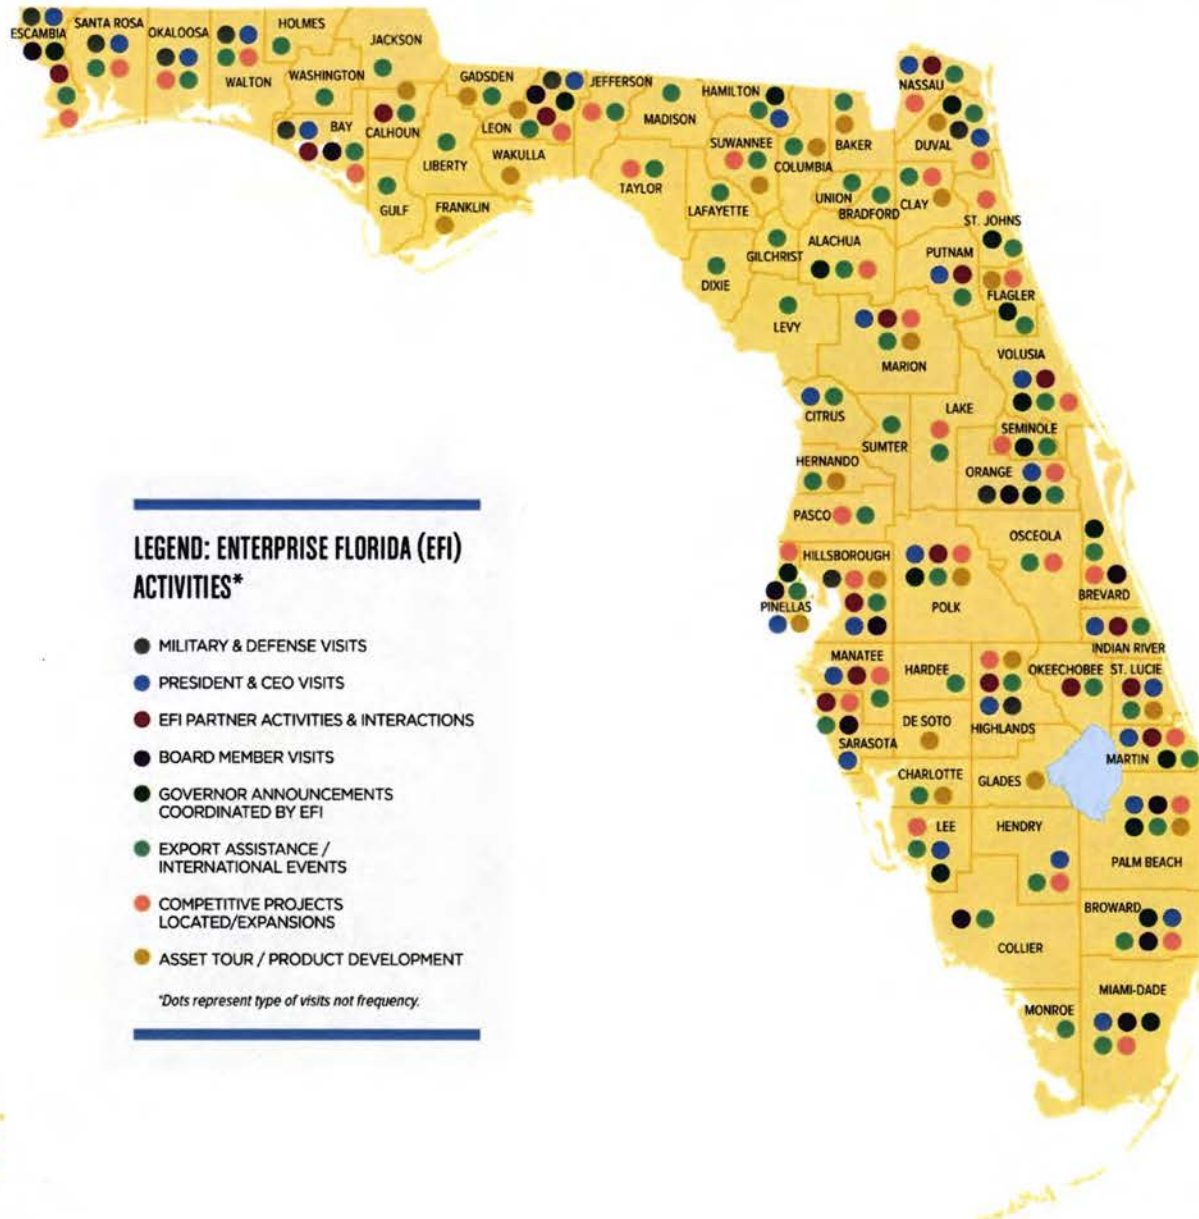 ESCAMBIA
SANTA ROSA
OKALOOSA
HOLMES
WALTON
WASHINGTON
JACKSON
BAY
CALHOUN
GADSDEN
LIBERTY
LEON
WAKULLA
GULF
FRANKLIN
JEFFERSON
MADISON
HAMILTON
TAYLOR
SUWANNEE
LAFAYETTE
COLUMBIA
BAKER
NASSAU
DUVAL
UNION
BRADFORD
CLAY
ST. JOHNS
GILCHRIST
ALACHUA
PUTNAM
DIXIE
FLAGLER
LEVY
MARION
VOLUSIA
CITRUS
SUMTER
LAKE
SEMINOLE
HERNANDO
ORANGE
PASCO
OSCEOLA
HILLSBOROUGH
PINELLAS
POLK
BREVARD
INDIAN RIVER
MANATEE
HARDEE
OKEECHOBEE
ST. LUCIE
SARASOTA
DE SOTO
HIGHLANDS
MARTIN
CHARLOTTE
GLADES
LEE
HENDRY
PALM BEACH
BROWARD
COLLIER
MIAMI-DADE
MONROE
LEGEND: ENTERPRISE FLORIDA (EFI)
ACTIVITIES*
MILITARY & DEFENSE VISITS
PRESIDENT & CEO VISITS
EFI PARTNER ACTIVITIES & INTERACTIONS
BOARD MEMBER VISITS
GOVERNOR ANNOUNCEMENTS
COORDINATED BY EFI
EXPORT ASSISTANCE /
INTERNATIONAL EVENTS
COMPETITIVE PROJECTS
LOCATED/EXPANSIONS
ASSET TOUR / PRODUCT DEVELOPMENT
*Dots represent type of visits not frequency.